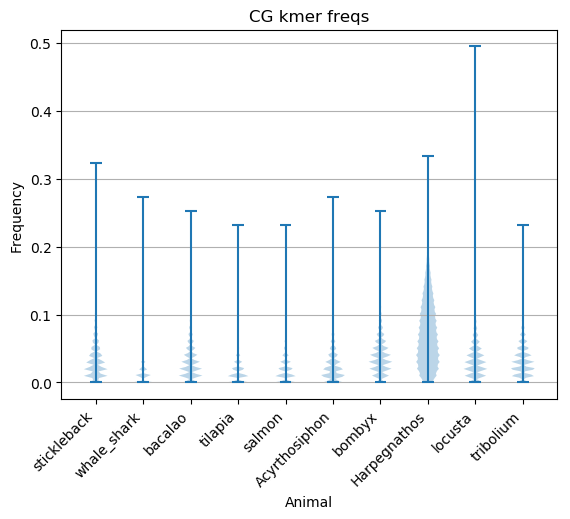 CG kmer freqs
Frequency
0.5
0.4
0.3
0.2
0.1
0.0
stickleback
whale_shark
bacalao
tilapia
salmon
Acyrthosiphon
bombyx
Harpegnathos
locusta
tribolium
Animal